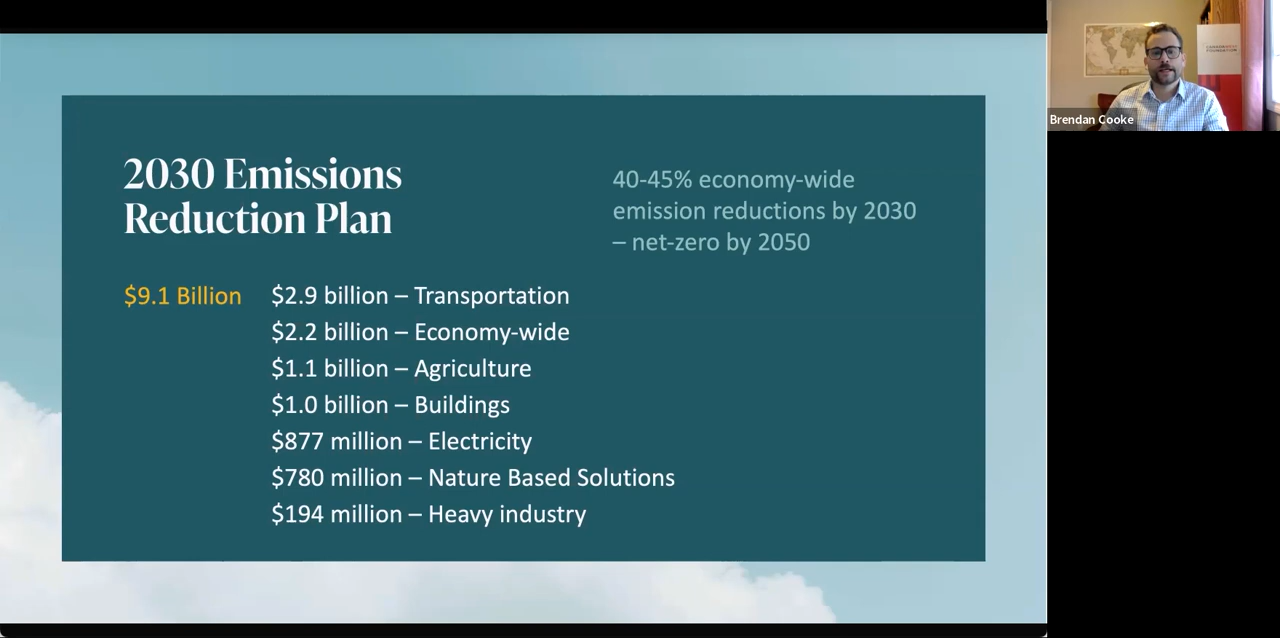 2030 Emissions
Reduction Plan
40-45% economy-wide
emission reductions by 2030
– net-zero by 2050
$9.1 Billion
$2.9 billion – Transportation
$2.2 billion – Economy-wide
$1.1 billion – Agriculture
$1.0 billion – Buildings
$877 million – Electricity
$780 million – Nature Based Solutions
$194 million – Heavy industry
Brendan Cooke
FOUNDATION